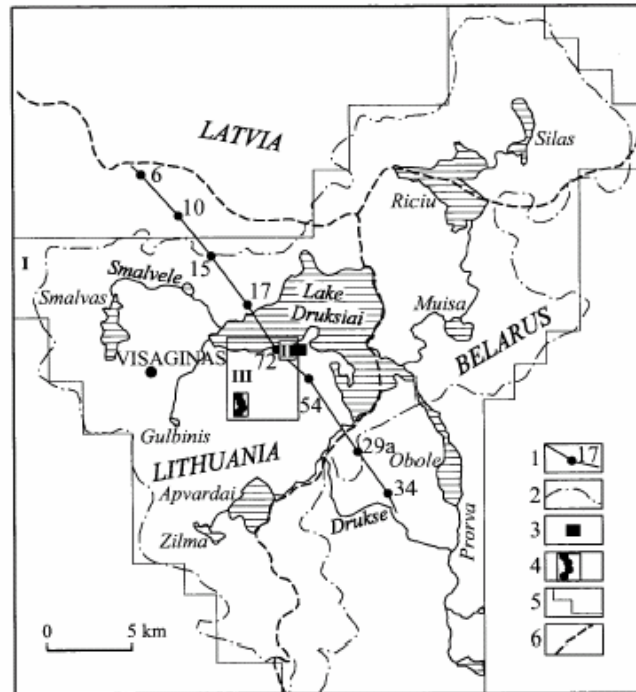 LATVIA
Silas
6
Riciu
10
15
I
Smalvele
Smalvas
17
Lake
Druksiai
Muisa
BELARUS
VISAGINAS
72
II
III
54
Gulbinis
29a
LITHUANIA
Obole
Apvardai
34
Drukse
Zilma
Prorva
0 5 km
1 17
2
3
4
5
6